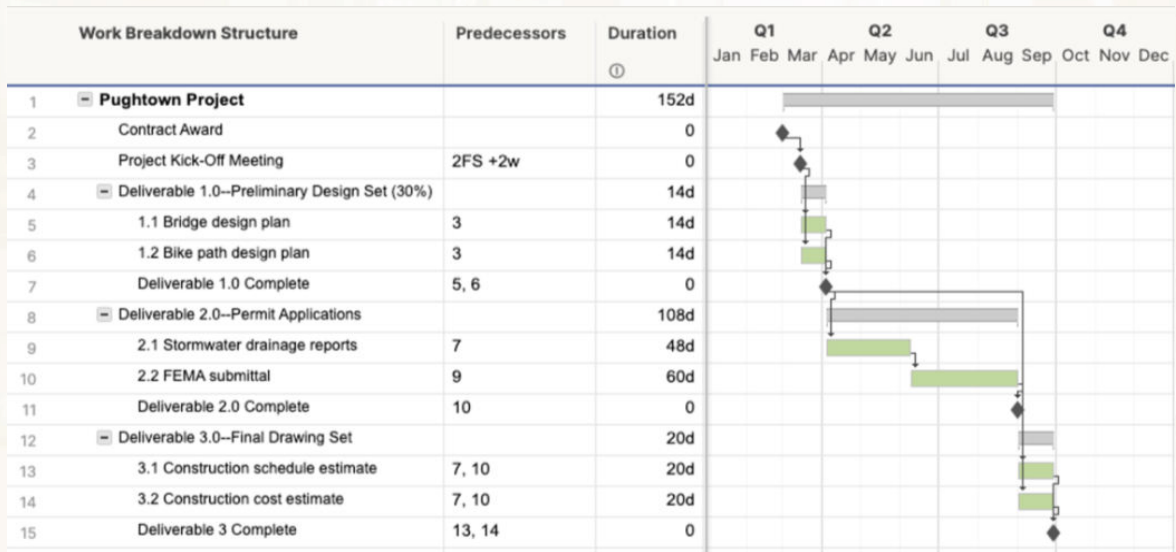 Work Breakdown Structure Predecessors Duration Q1 Q2 Q3 Q4
Jan Feb Mar Apr May Jun Jul Aug Sep Oct Nov Dec
1 Pughtown Project 152d
2 Contract Award 0
3 Project Kick-Off Meeting 2FS +2w 0
4 Deliverable 1.0--Preliminary Design Set (30%) 14d
5 1.1 Bridge design plan 3 14d
6 1.2 Bike path design plan 3 14d
7 Deliverable 1.0 Complete 5, 6 0
8 Deliverable 2.0--Permit Applications 108d
9 2.1 Stormwater drainage reports 7 48d
10 2.2 FEMA submittal 9 60d
11 Deliverable 2.0 Complete 10 0
12 Deliverable 3.0--Final Drawing Set 20d
13 3.1 Construction schedule estimate 7, 10 20d
14 3.2 Construction cost estimate 7, 10 20d
15 Deliverable 3 Complete 13, 14 0